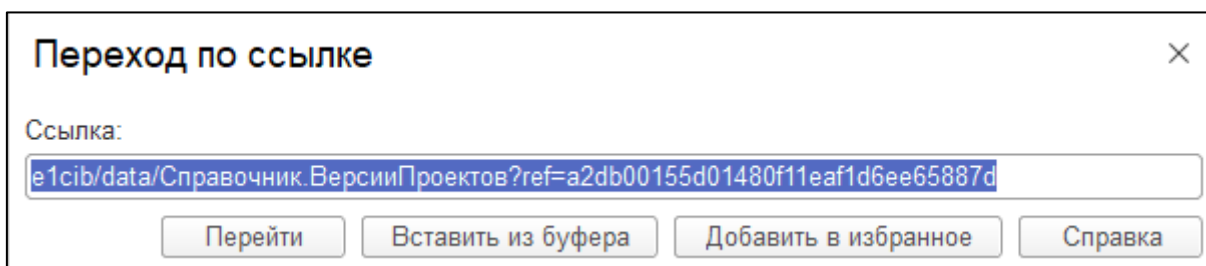 Переход по ссылке
Ссылка:
e1cib/data/Справочник.ВерсииПроектов?ref=a2db00155d01480f11eaf1d6ee65887d
Перейти Вставить из буфера Добавить в избранное Справка